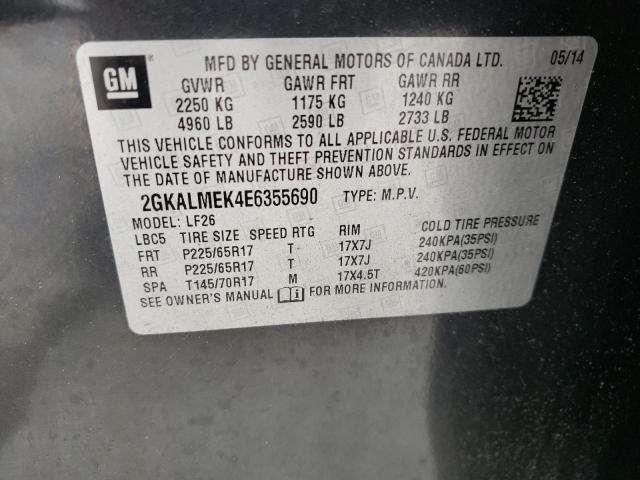 GM
MFD BY GENERAL MOTORS OF CANADA LTD. 05/14
GVWR GAWR FRT GAWR RR
2250 KG 1175 KG 1240 KG
4960 LB 2590 LB 2733 LB
THIS VEHICLE CONFORMS TO ALL APPLICABLE U.S. FEDERAL MOTOR
VEHICLE SAFETY AND THEFT PREVENTION STANDARDS IN EFFECT ON
THE DATE OF MANUFACTURE SHOWN ABOVE.
2GKALMEK4E6355690 TYPE: M.P.V.
MODEL: LF26
LBC5 TIRE SIZE SPEED RTG RIM COLD TIRE PRESSURE
FRT P225/65R17 T 17X7J 240KPA(35PSI)
RR P225/65R17 T 17X7J 240KPA(35PSI)
SPA T145/70R17 M 17X4.5T 420KPA(60PSI)
SEE OWNER'S MANUAL FOR MORE INFORMATION.